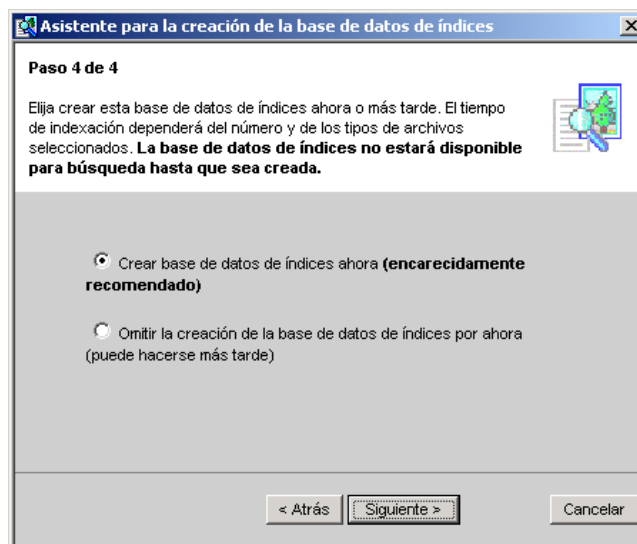 Asistente para la creación de la base de datos de índices
Paso 4 de 4
Elija crear esta base de datos de índices ahora o más tarde. El tiempo
de indexación dependerá del número y de los tipos de archivos
seleccionados. La base de datos de índices no estará disponible
para búsqueda hasta que sea creada.
Crear base de datos de índices ahora (encarecidamente
recomendado)
Omitir la creación de la base de datos de índices por ahora
(puede hacerse más tarde)
< Atrás Siguiente > Cancelar